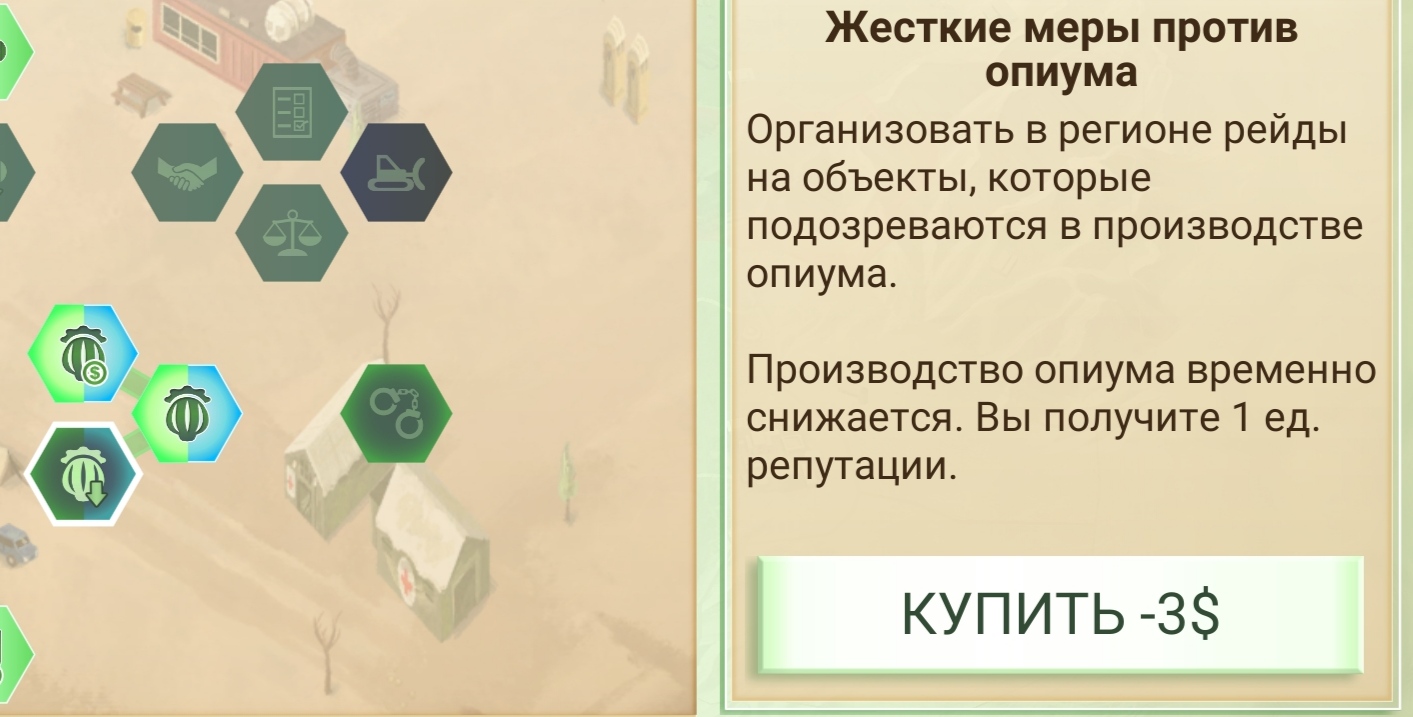 Жесткие меры против
опиума
Организовать в регионе рейды
на объекты, которые
подозреваются в производстве
опиума.
Производство опиума временно
снижается. Вы получите 1 ед.
репутации.
КУПИТЬ -3$